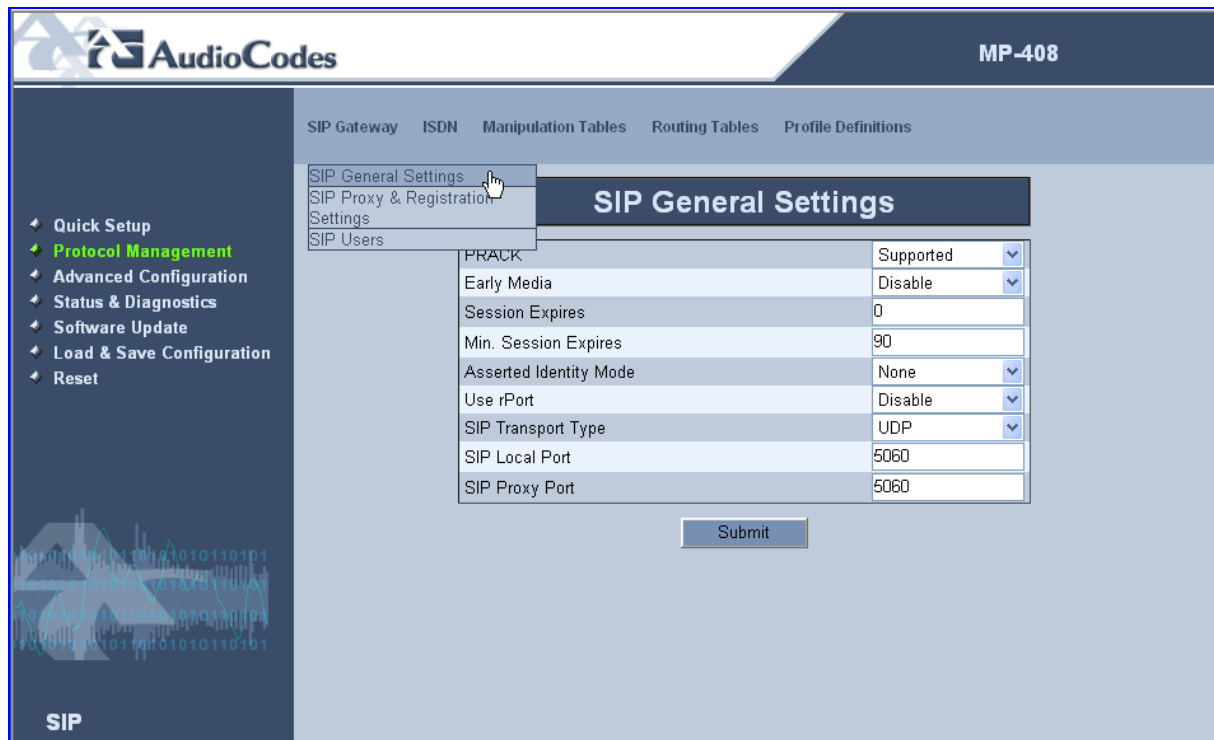 AudioCodes
MP-408
SIP Gateway ISDN Manipulation Tables Routing Tables Profile Definitions
SIP General Settings
SIP Proxy & Registration
Settings
SIP Users
SIP General Settings
Quick Setup
Protocol Management
Advanced Configuration
Status & Diagnostics
Software Update
Load & Save Configuration
Reset
PRACK Supported
Early Media Disable
Session Expires 0
Min. Session Expires 90
Asserted Identity Mode None
Use rPort Disable
SIP Transport Type UDP
SIP Local Port 5060
SIP Proxy Port 5060
Submit
SIP